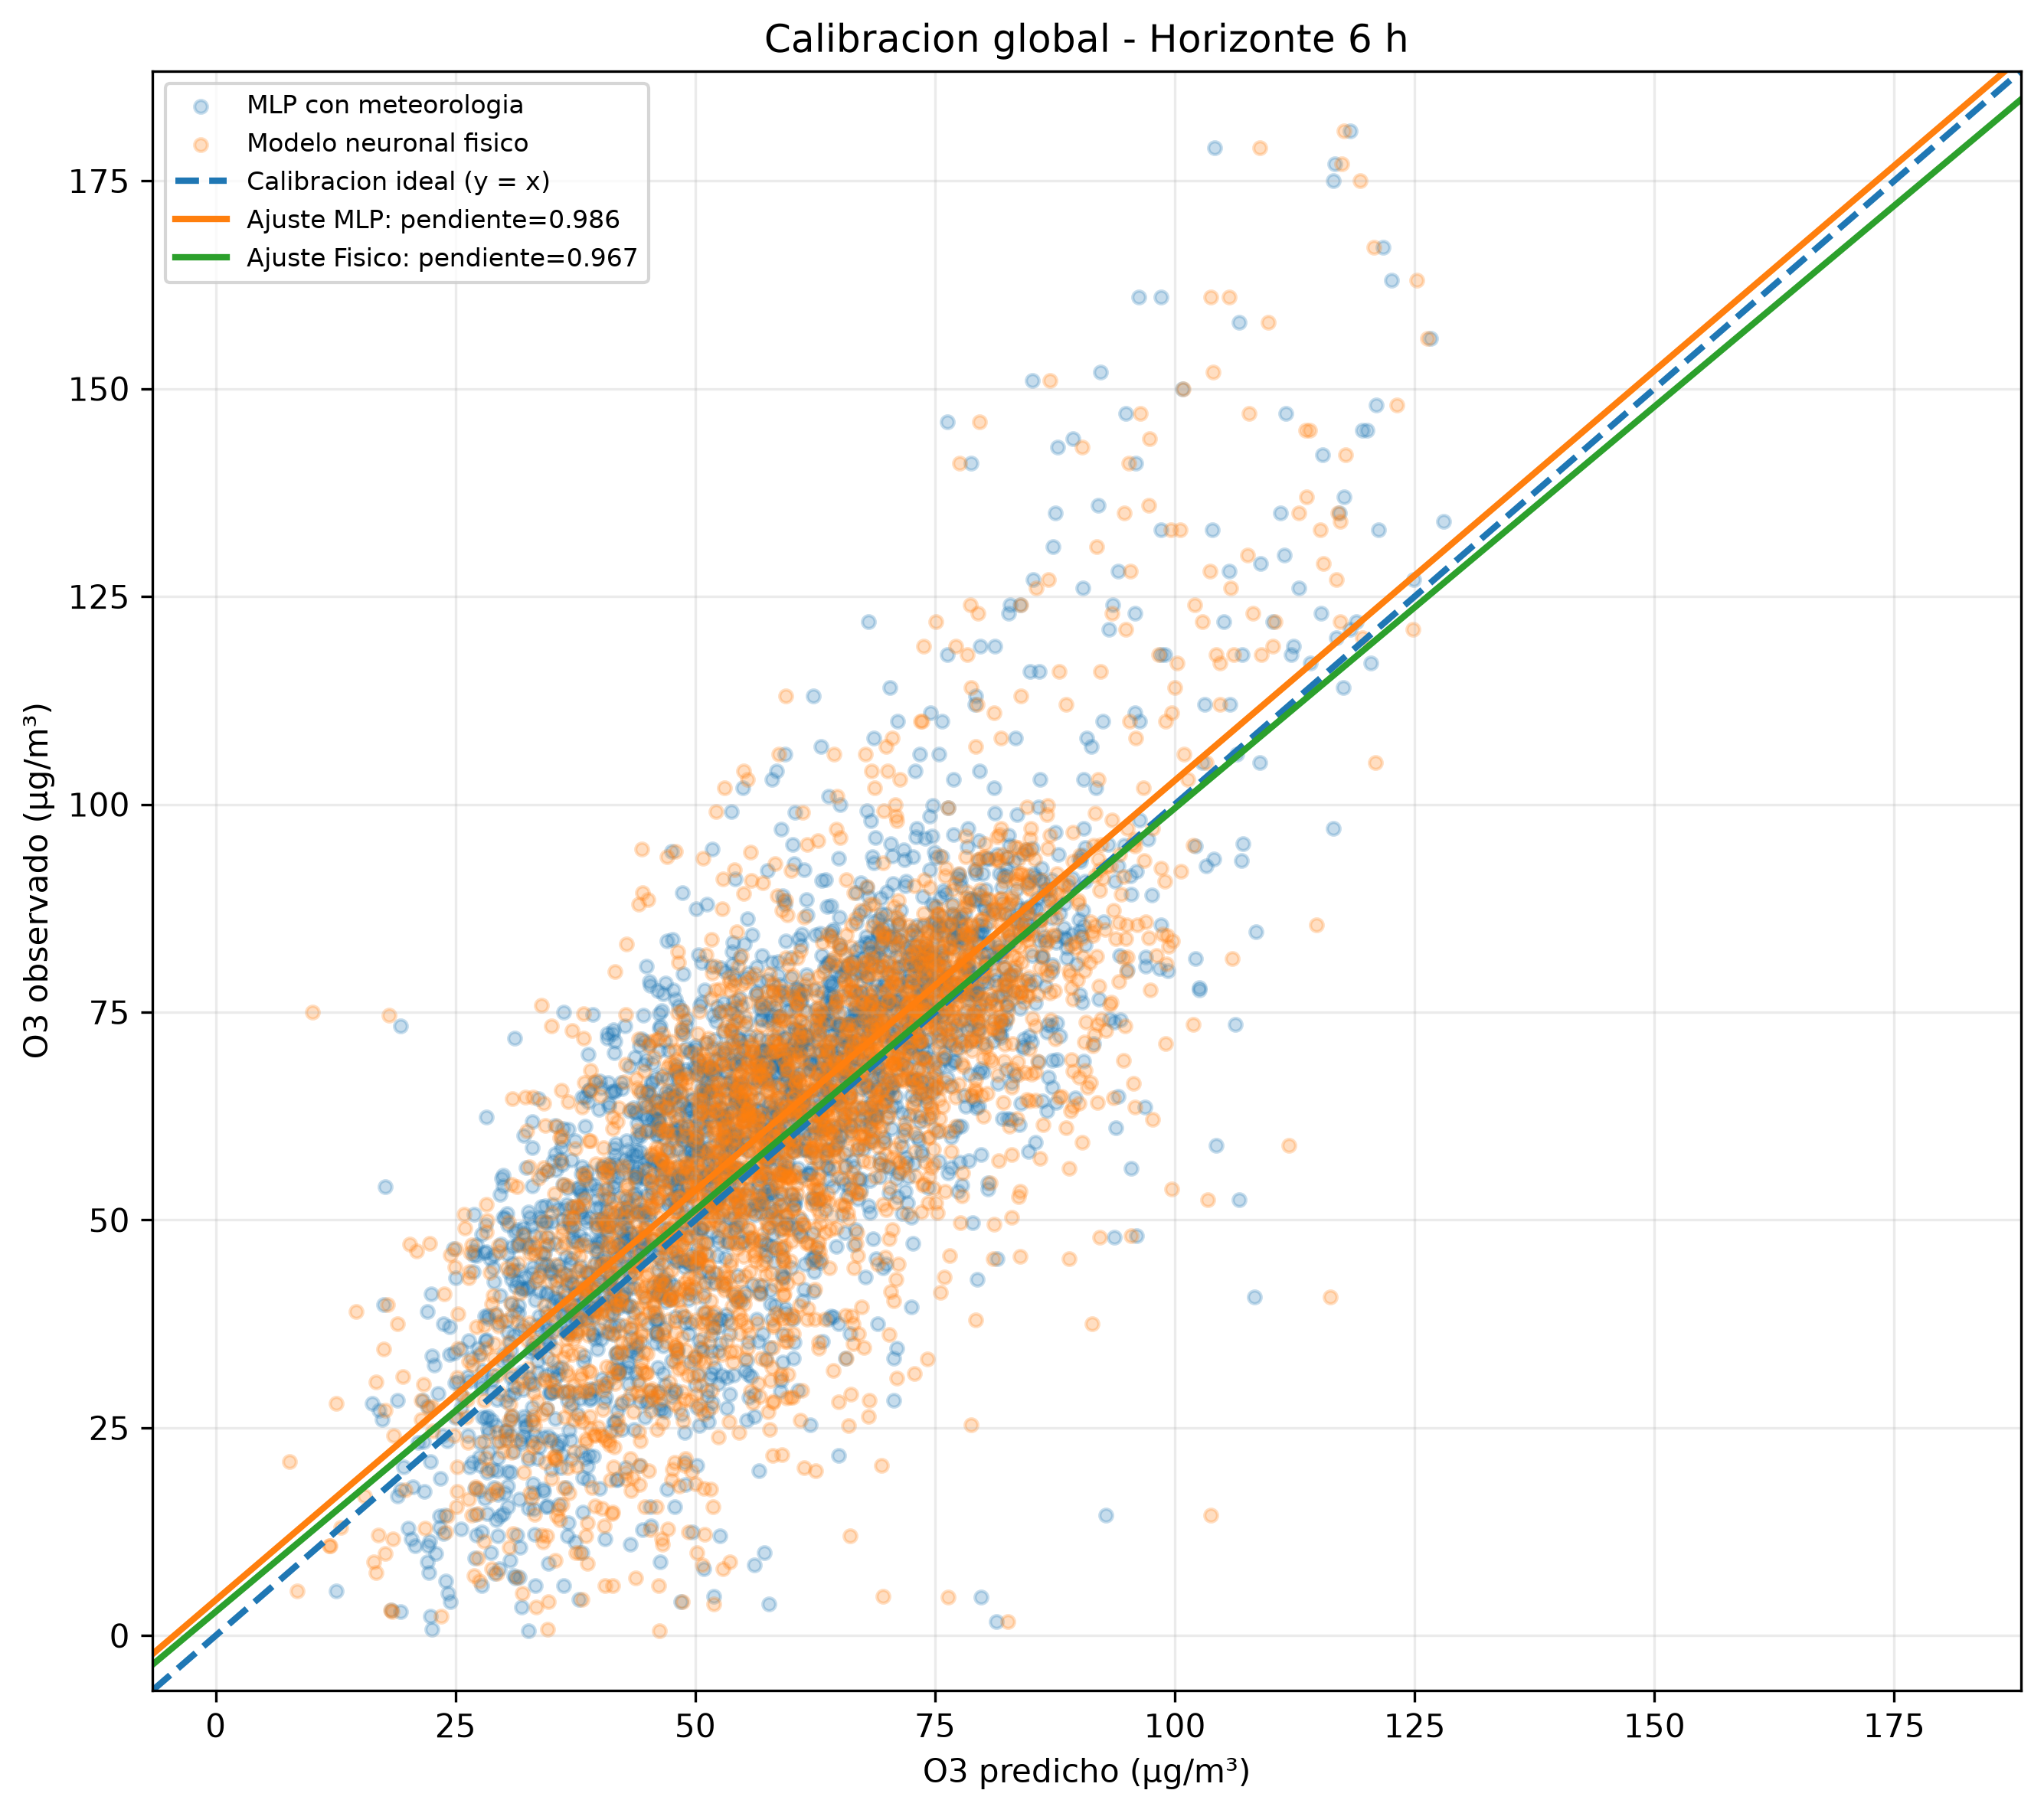 Calibracion global - Horizonte 6 h
MLP con meteorologia
Modelo neuronal fisico
Calibracion ideal (y = x)
Ajuste MLP: pendiente=0.986
Ajuste Fisico: pendiente=0.967
175
150
125
100
75
50
25
0
O3 observado (µg/m³)
0 25 50 75 100 125 150 175
O3 predicho (µg/m³)